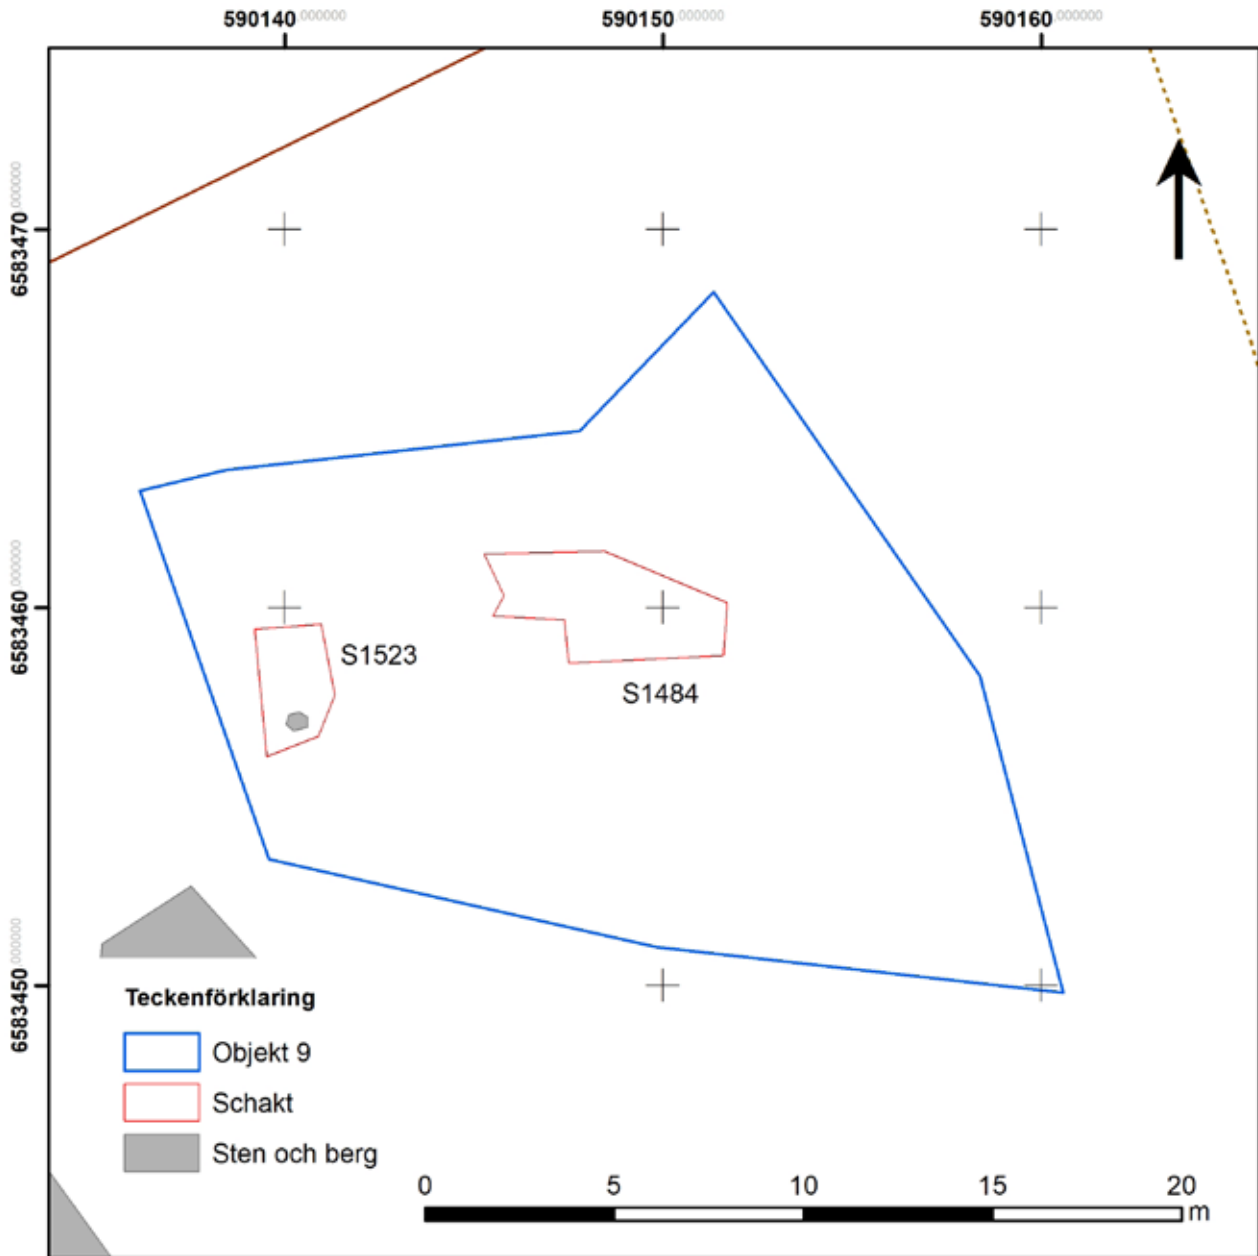 590140.000000 590150.000000 590160.000000
6583470.000000
6583460.000000
6583450.000000
S1523
S1484
Teckenförklaring
Objekt 9
Schakt
Sten och berg
0 5 10 15 20
m